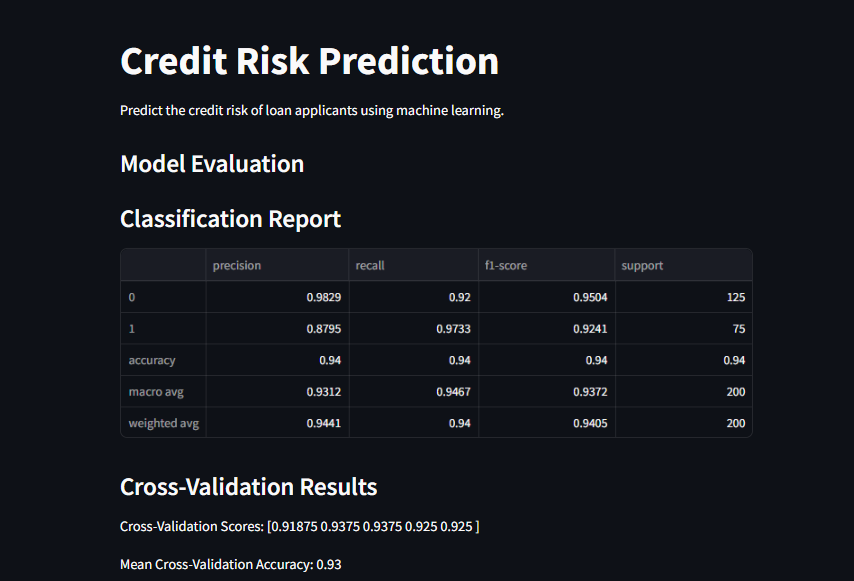 Credit Risk Prediction
Predict the credit risk of loan applicants using machine learning.
Model Evaluation
Classification Report
precision recall f1-score support
0 0.9829 0.92 0.9504 125
1 0.8795 0.9733 0.9241 75
accuracy 0.94 0.94 0.94 0.94
macro avg 0.9312 0.9467 0.9372 200
weighted avg 0.9441 0.94 0.9405 200
Cross-Validation Results
Cross-Validation Scores: [0.91875 0.9375 0.9375 0.925 0.925 ]
Mean Cross-Validation Accuracy: 0.93